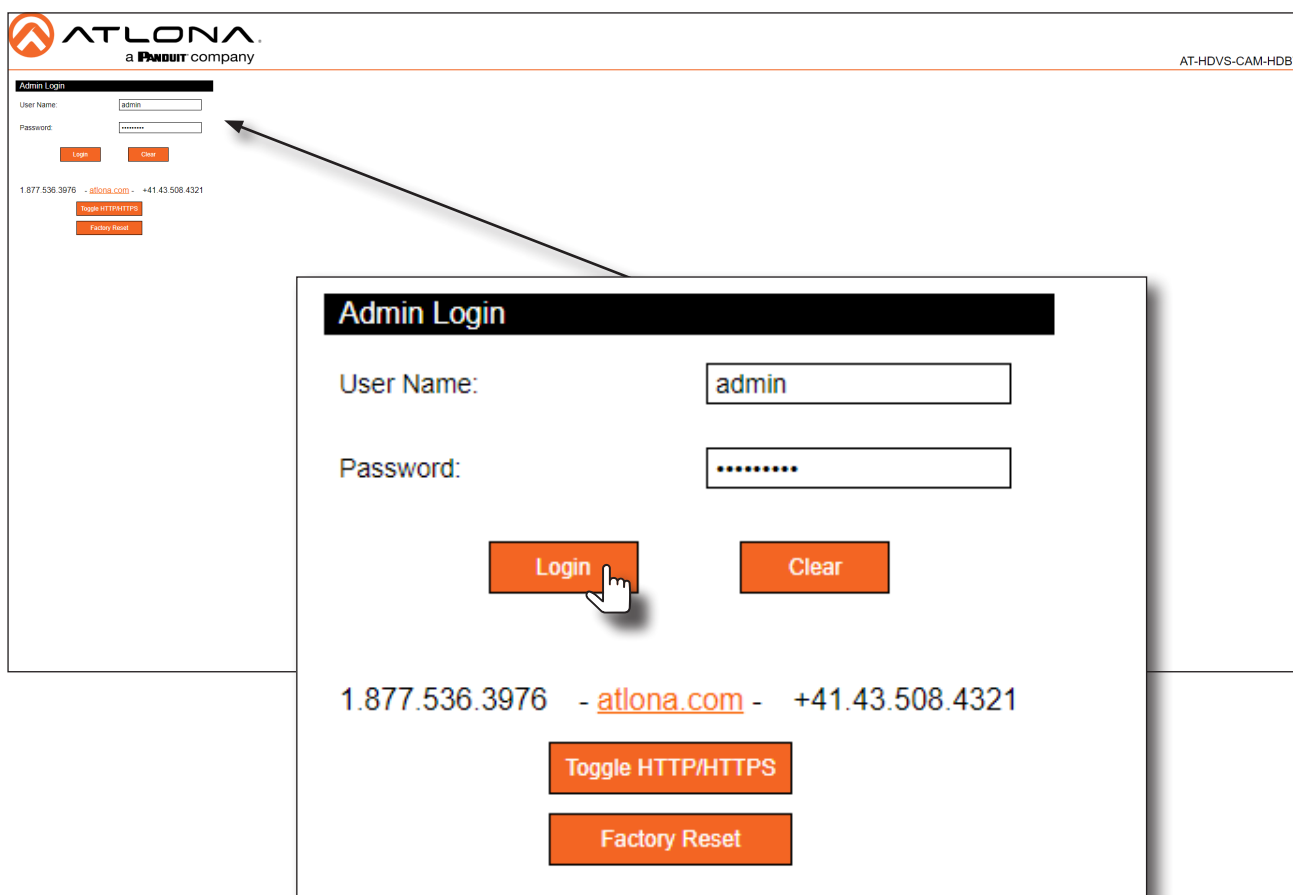 ATLONA.
a PANDUIT company
AT-HDVS-CAM-HDB
Admin Login
User Name: admin
Password: •••••••••
Login Clear
1.877.536.3976 - atlona.com - +41.43.508.4321
Toggle HTTP/HTTPS
Factory Reset
Admin Login
User Name: admin
Password: •••••••••
Login Clear
1.877.536.3976 - atlona.com - +41.43.508.4321
Toggle HTTP/HTTPS
Factory Reset